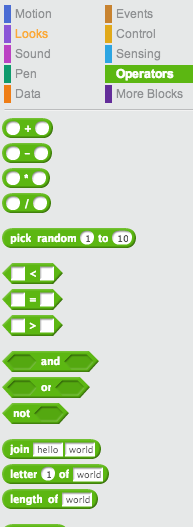 Motion Events
Looks Control
Sound Sensing
Pen Operators
Data More Blocks
+
-
*
/
pick random 1 to 10
<
=
>
and
or
not
join hello world
letter 1 of world
length of world